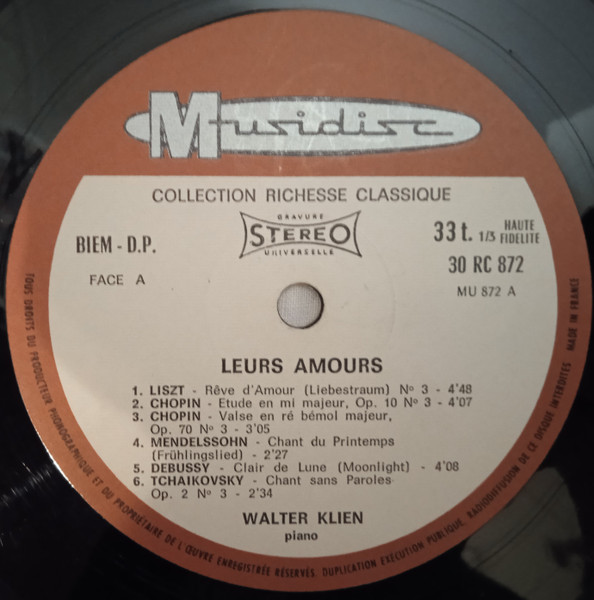 Musidisc
COLLECTION RICHESSE CLASSIQUE
GRAVURE
STEREO
UNIVERSELLE
BIEM - D.P.
FACE A
33 t. 1/3 HAUTE
FIDELITE
30 RC 872
MU 872 A
LEURS AMOURS
1. LISZT - Rêve d'Amour (Liebestraum) Nº 3 - 4'48
2. CHOPIN - Etude en mi majeur, Op. 10 Nº 3 - 4'07
3. CHOPIN - Valse en ré bémol majeur,
Op. 70 Nº 3 - 3'05
4. MENDELSSOHN - Chant du Printemps
(Frühlingslied) - 2'27
5. DEBUSSY - Clair de Lune (Moonlight) - 4'08
6. TCHAIKOVSKY - Chant sans Paroles
Op. 2 Nº 3 - 2'34
WALTER KLIEN
piano
TOUS DROITS DU PRODUCTEUR PHONOGRAPHIQUE ET DU PROPRIÉTAIRE DE L'ŒUVRE ENREGISTRÉE RÉSERVÉS. DUPLICATION EXÉCUTION PUBLIQUE, RADIODIFFUSION DE CE DISQUE INTERDITES
MADE IN FRANCE